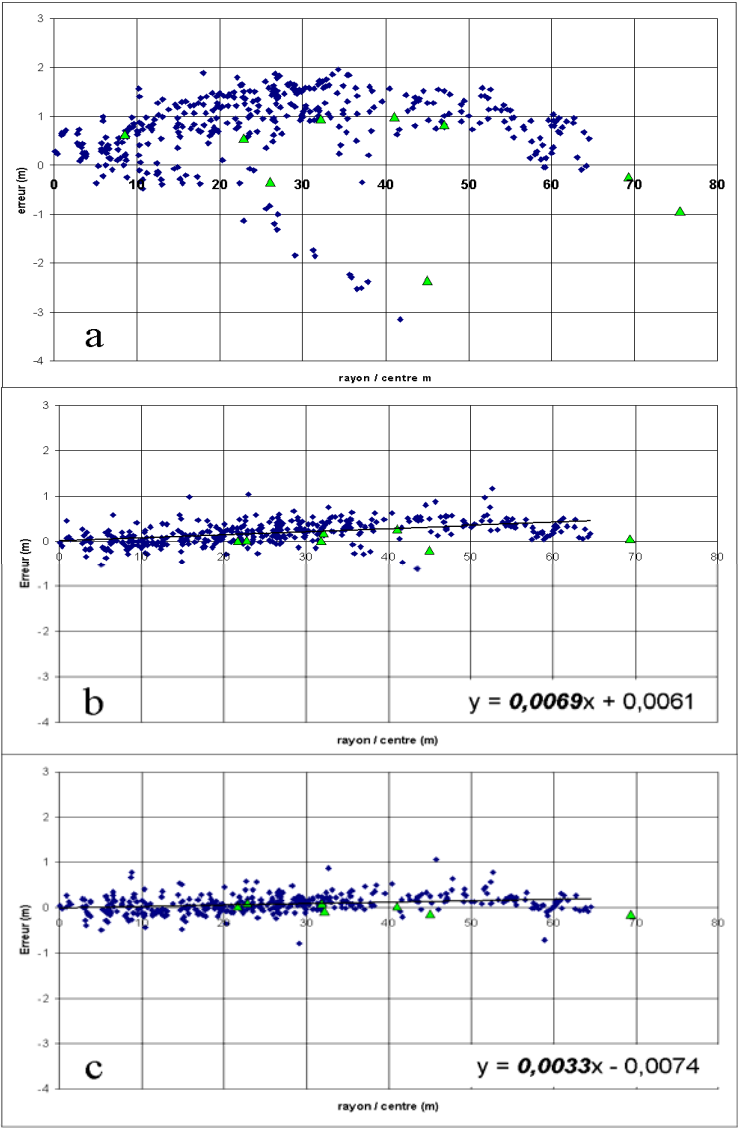 3
2
1
0
-1
-2
-3
-4
erreur (m)
0 10 20 30 40 50 60 70 80
a
rayon / centre m
3
2
1
0
-1
-2
-3
-4
Erreur (m)
0 10 20 30 40 50 60 70 80
b
y = 0,0069x + 0,0061
rayon / centre (m)
3
2
1
0
-1
-2
-3
-4
Erreur (m)
0 10 20 30 40 50 60 70 80
c
y = 0,0033x - 0,0074
rayon / centre (m)